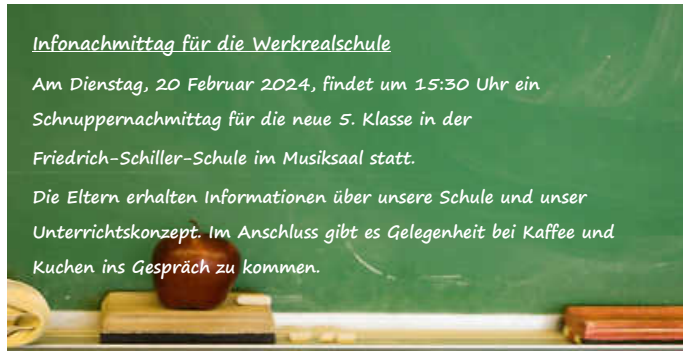 Infonachmittag für die Werkrealschule
Am Dienstag, 20 Februar 2024, findet um 15:30 Uhr ein
Schnuppernachmittag für die neue 5. Klasse in der
Friedrich-Schiller-Schule im Musiksaal statt.
Die Eltern erhalten Informationen über unsere Schule und unser
Unterrichtskonzept. Im Anschluss gibt es Gelegenheit bei Kaffee und
Kuchen ins Gespräch zu kommen.